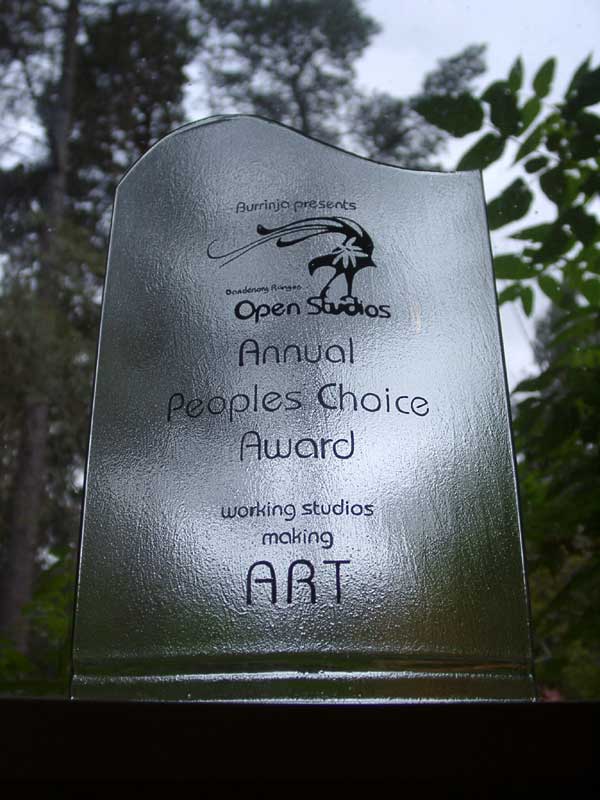 Burrinja presents
Dandenong Ranges
Open Studios
Annual
Peoples Choice
Award
working studios
making
ART